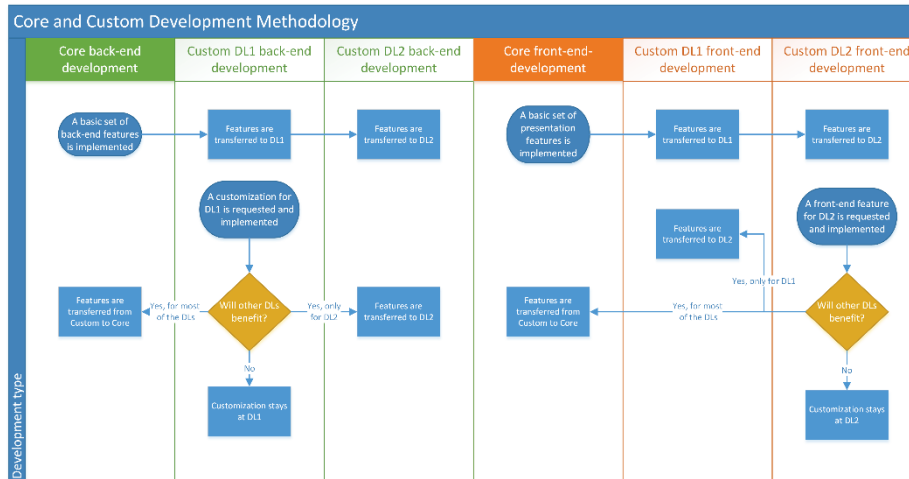 Core and Custom Development Methodology
Core back-end
development
Custom DL1 back-end
development
Custom DL2 back-end
development
Core front-end-
development
Custom DL1 front-end
development
Custom DL2 front-end
development
A basic set of
back-end features
is implemented
Features are
transferred to DL1
Features are
transferred to DL2
A basic set of
presentation
features is
implemented
Features are
transferred to DL1
Features are
transferred to DL2
A customization for
DL1 is requested and
implemented
Features are
transferred to DL2
A front-end feature
for DL2 is requested
and implemented
Yes, only for DL1
Features are
transferred from
Custom to Core
Yes, for most
of the DLs
Will other DLs
benefit?
Yes, only
for DL2
Features are
transferred to DL2
Features are
transferred from
Custom to Core
Yes, for most
of the DLs
Will other DLs
benefit?
No
No
Customization stays
at DL1
Customization stays
at DL2
Development type